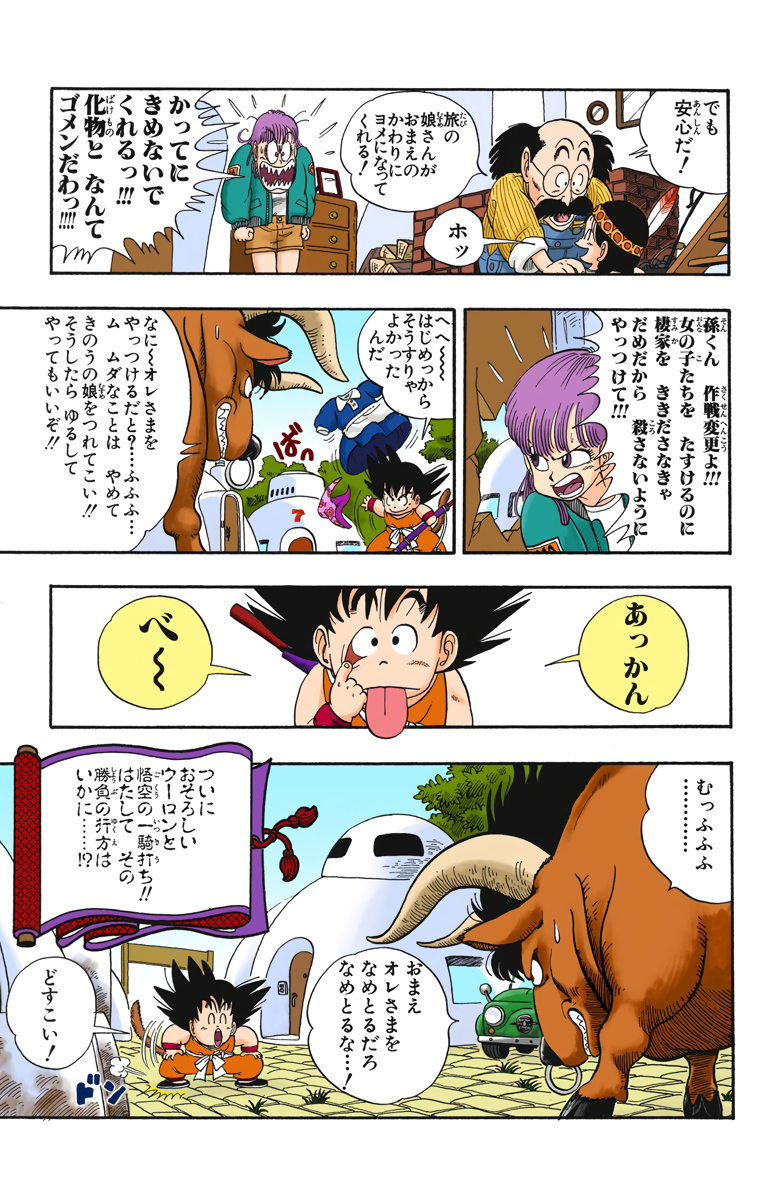 でも
安心だ！
旅の
娘さんが
おまえの
かわりに
ヨメになって
くれる！
ホッ
かってに
きめないで
くれるっ!!!
化物と なんて
ゴメンだわっ!!!!
孫くん 作戦変更よ!!!
女の子たちを たすけるのに
棲家を ききださなきゃ
だめだから 殺さないように
やっつけて!!!
へへ〜〜
はじめっから
そうすりゃ
よかった
んだ
ばっ
7
なに〜オレさまを
やっつけるだと？‥‥ふふふ…
ム ムダなことは やめて
きのうの娘をつれてこい!!
そうしたら ゆるして
やってもいいぞ!!
あっかん
べ〜
むっふふふ
…………
ついに
おそろしい
ウーロンと
悟空の一騎打ち!!
はたして その
勝負の行方は
いかに……!?
おまえ
オレさまを
なめとるだろ
なめとるな…！
どすこい！
ドン